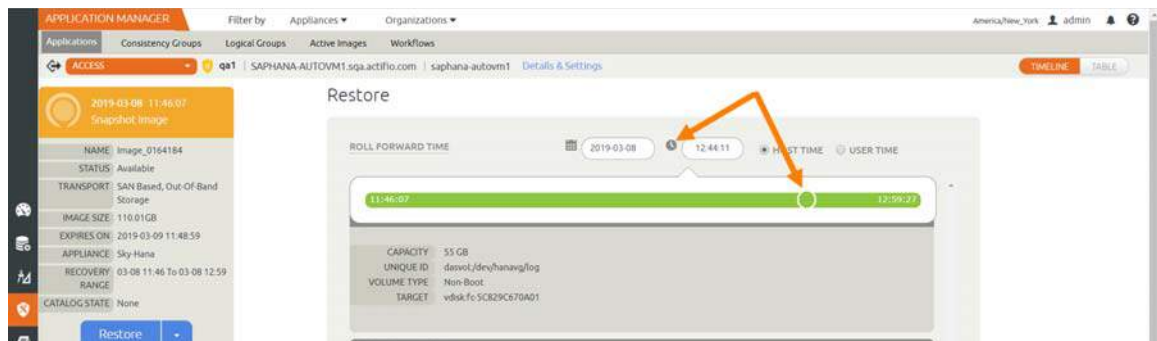 APPLICATION MANAGER Filter by Appliances Organizations America/New_York admin
Applications Consistency Groups Logical Groups Active Images Workflows
ACCESS qa1 SAPHANA-AUTOVM1.sqa.actifio.com saphana-autovm1 Details & Settings TIMELINE TABLE
2019-03-08 11:46:07
Snapshot Image
NAME Image_0164184
STATUS Available
TRANSPORT SAN Based, Out-Of-Band
Storage
IMAGE SIZE 110.01GB
EXPIRES ON 2019-03-09 11:48:59
APPLIANCE Sky-Hana
RECOVERY RANGE 03-08 11:46 To 03-08 12:59
CATALOG STATE None
Restore
Restore
ROLL FORWARD TIME 2019-03-08 12:44:11 HOST TIME USER TIME
11:46:07 12:59:27
CAPACITY 55 GB
UNIQUE ID dasvol:/dev/hanavg/log
VOLUME TYPE Non-Boot
TARGET vdisk:fc-5C829C670A01